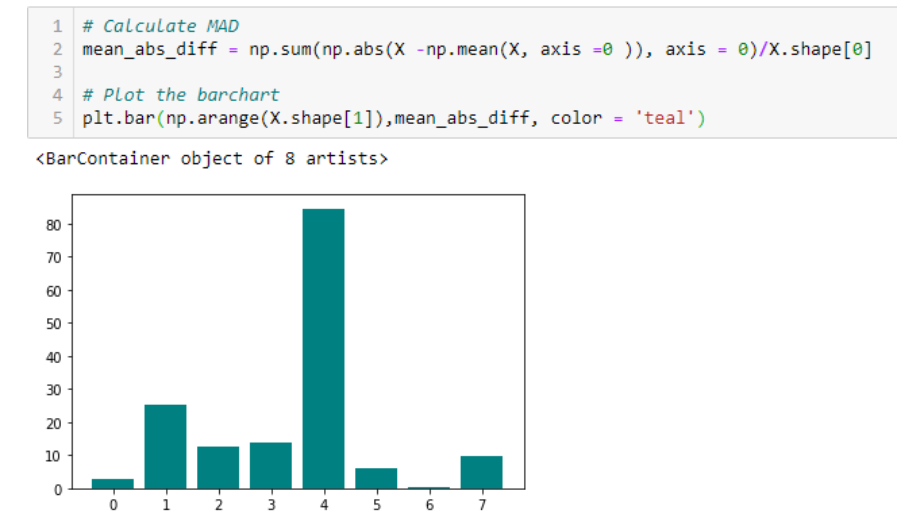 1 # Calculate MAD
2 mean_abs_diff = np.sum(np.abs(X -np.mean(X, axis =0 )), axis = 0)/X.shape[0]
3
4 # Plot the barchart
5 plt.bar(np.arange(X.shape[1]),mean_abs_diff, color = 'teal')
<BarContainer object of 8 artists>
80
70
60
50
40
30
20
10
0
0 1 2 3 4 5 6 7